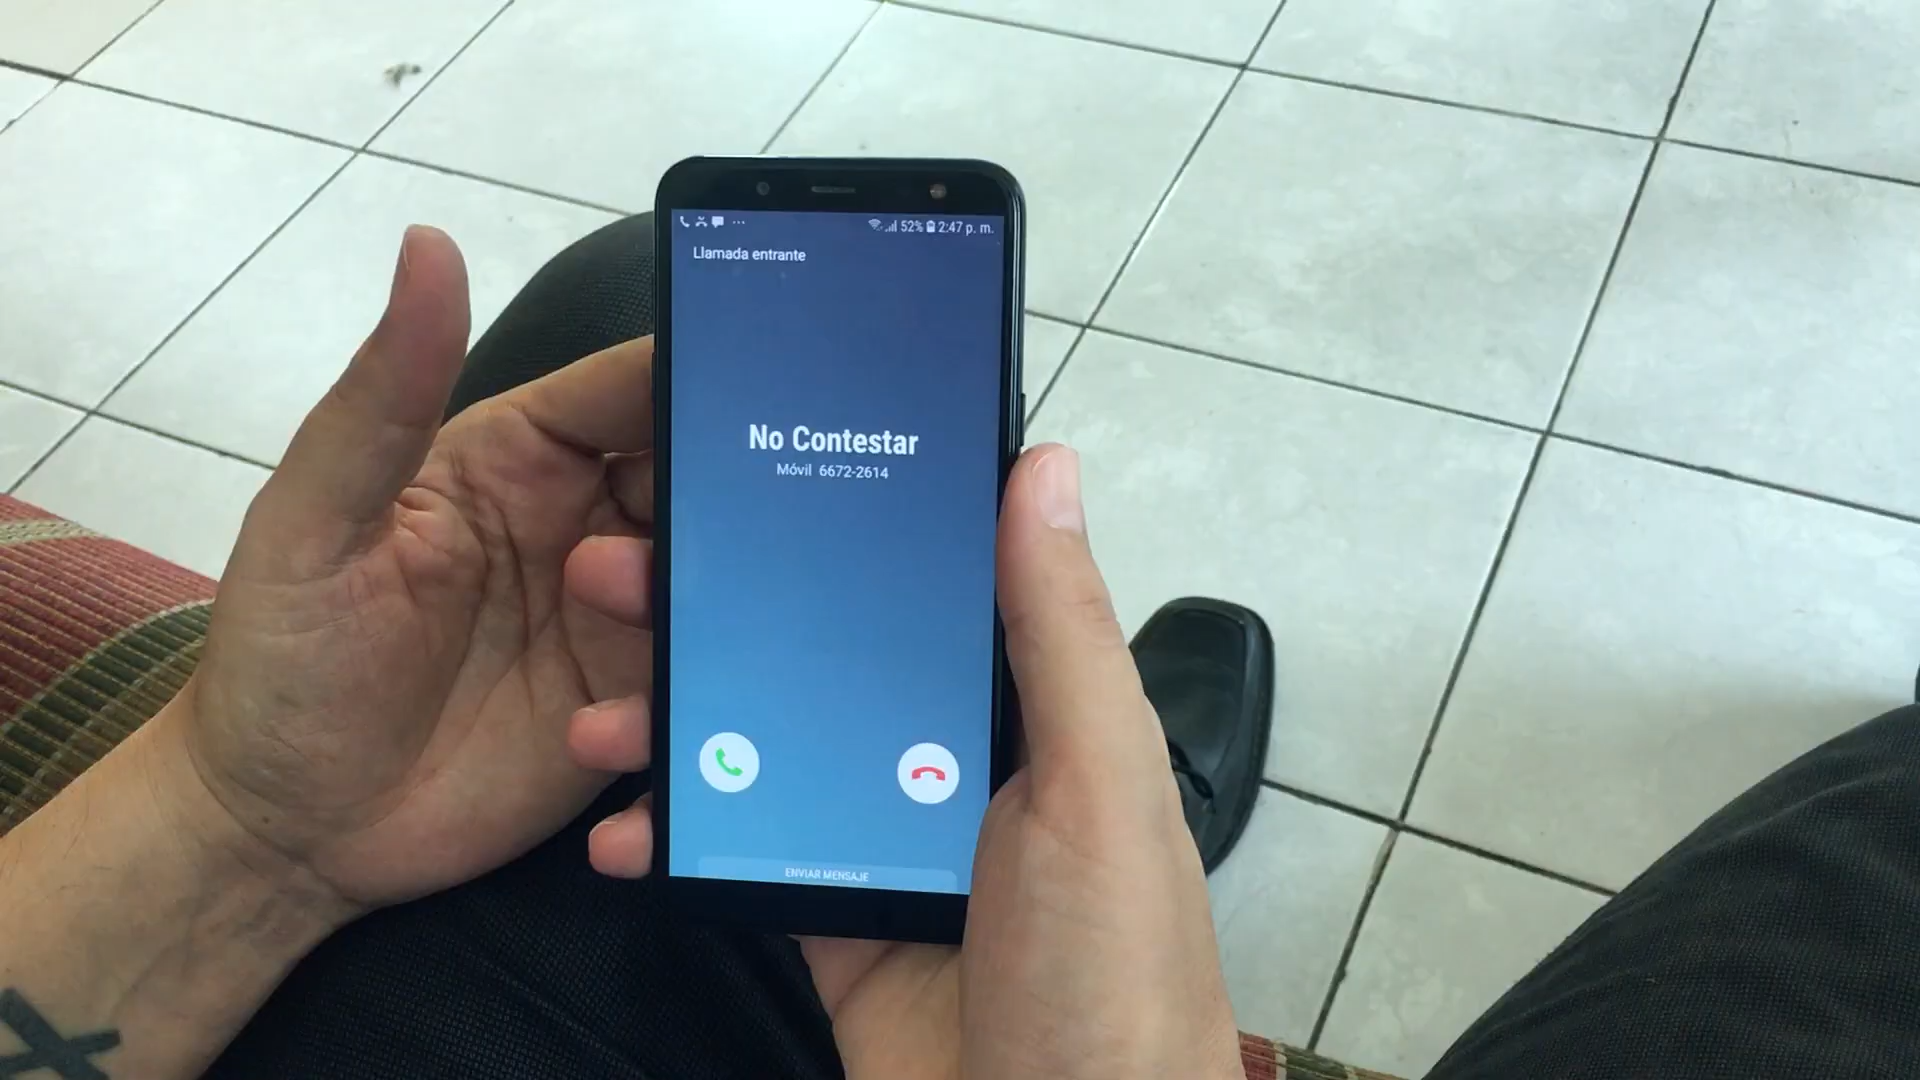 52% 2:47 p. m.
Llamada entrante
No Contestar
Móvil 6672-2614
ENVIAR MENSAJE